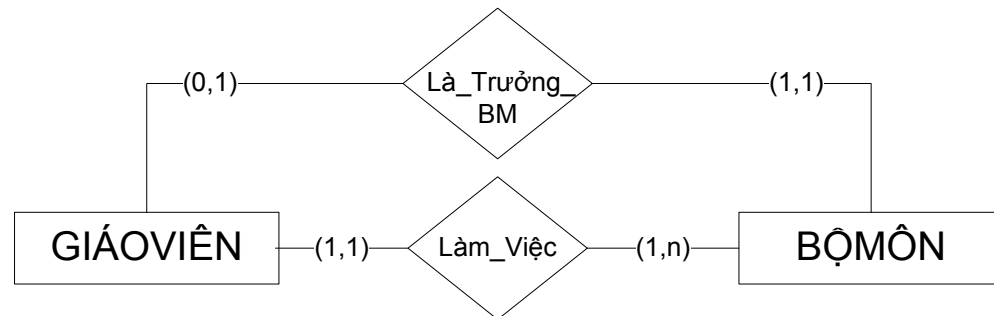 (0,1)
Là_Trưởng_
BM
(1,1)
GIÁOVIÊN
(1,1)
Làm_Việc
(1,n)
BỘMÔN